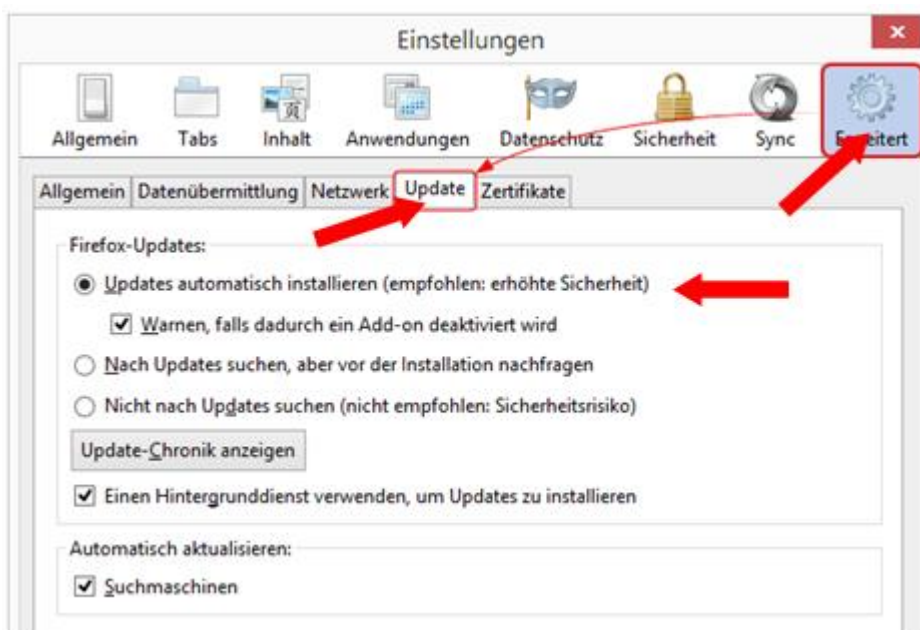 Einstellungen
Allgemein Tabs Inhalt Anwendungen Datenschutz Sicherheit Sync Erweitert
Allgemein Datenübermittlung Netzwerk Update Zertifikate
Firefox-Updates:
Updates automatisch installieren (empfohlen: erhöhte Sicherheit)
Warnen, falls dadurch ein Add-on deaktiviert wird
Nach Updates suchen, aber vor der Installation nachfragen
Nicht nach Updates suchen (nicht empfohlen: Sicherheitsrisiko)
Update-Chronik anzeigen
Einen Hintergrunddienst verwenden, um Updates zu installieren
Automatisch aktualisieren:
Suchmaschinen